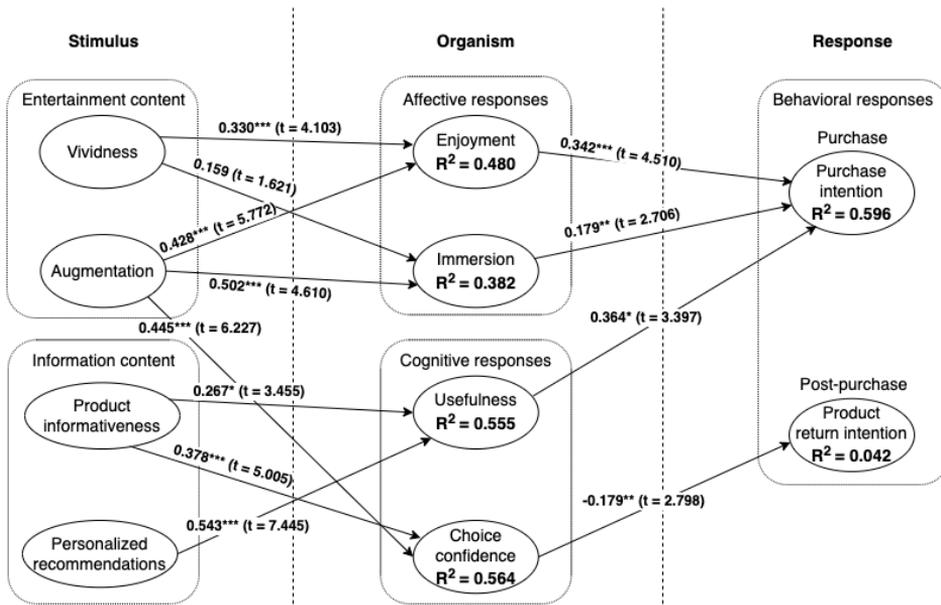 Stimulus
Organism
Response
Entertainment content
Affective responses
Behavioral responses
Vividness
0.330*** (t = 4.103)
Enjoyment
R² = 0.480
0.342*** (t = 4.510)
Purchase
Purchase
intention
R² = 0.596
0.159 (t = 1.621)
0.428*** (t = 5.772)
0.179** (t = 2.706)
Augmentation
0.502*** (t = 4.610)
Immersion
R² = 0.382
0.445*** (t = 6.227)
0.364* (t = 3.397)
Information content
Cognitive responses
Product
informativeness
0.267* (t = 3.455)
Usefulness
R² = 0.555
Post-purchase
Product
return intention
R² = 0.042
0.378*** (t = 5.005)
-0.179** (t = 2.798)
0.543*** (t = 7.445)
Personalized
recommendations
Choice
confidence
R² = 0.564